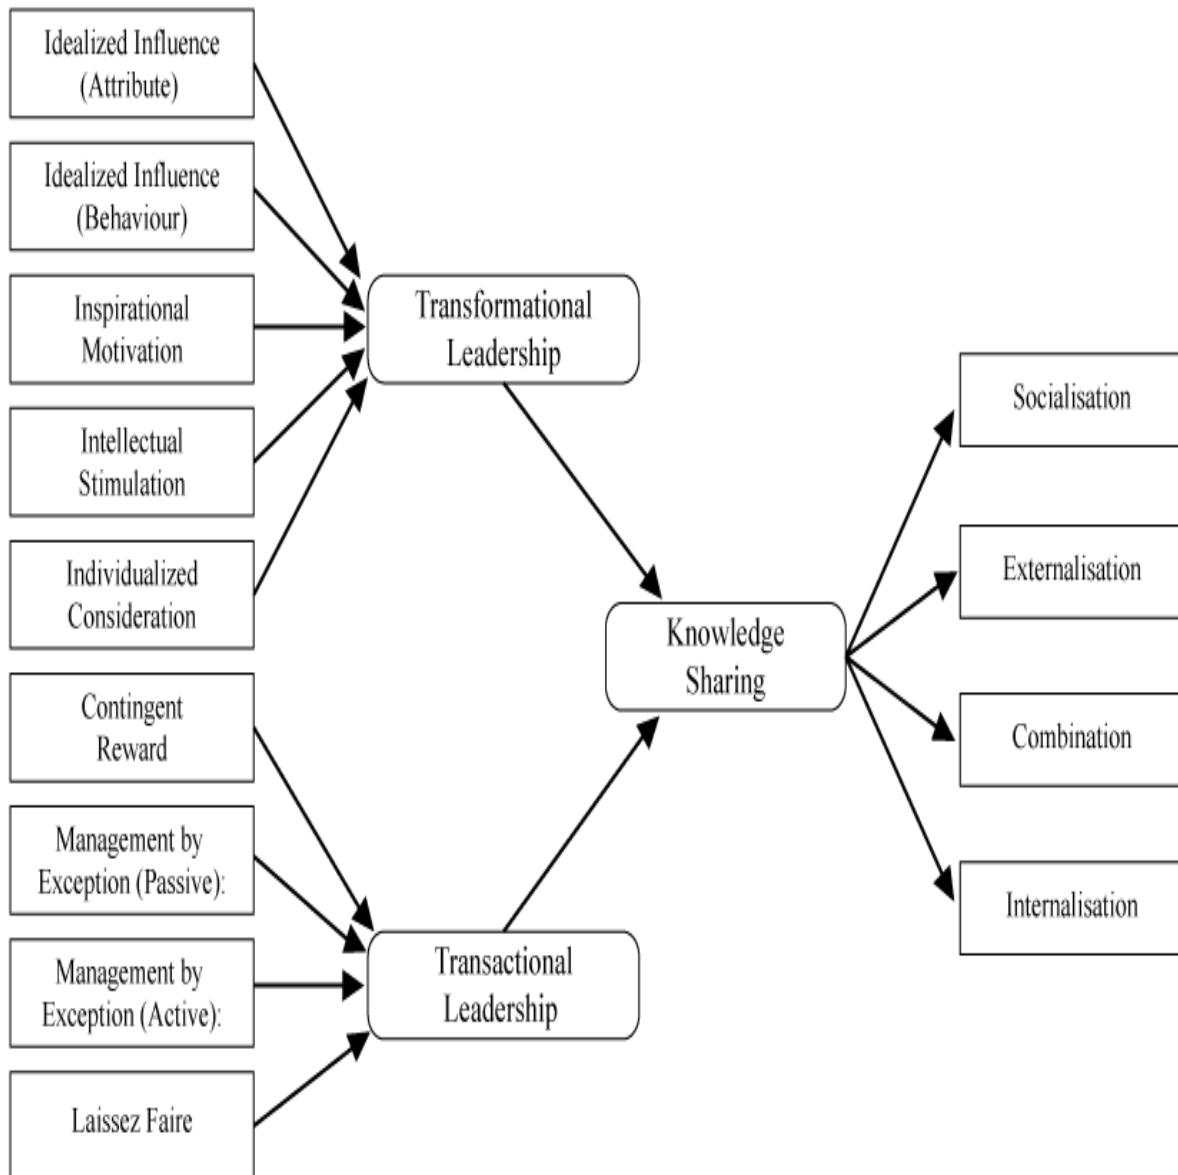 Idealized Influence
(Attribute)
Idealized Influence
(Behaviour)
Inspirational
Motivation
Intellectual
Stimulation
Individualized
Consideration
Contingent
Reward
Management by
Exception (Passive):
Management by
Exception (Active):
Laissez Faire
Transformational
Leadership
Transactional
Leadership
Knowledge
Sharing
Socialisation
Externalisation
Combination
Internalisation